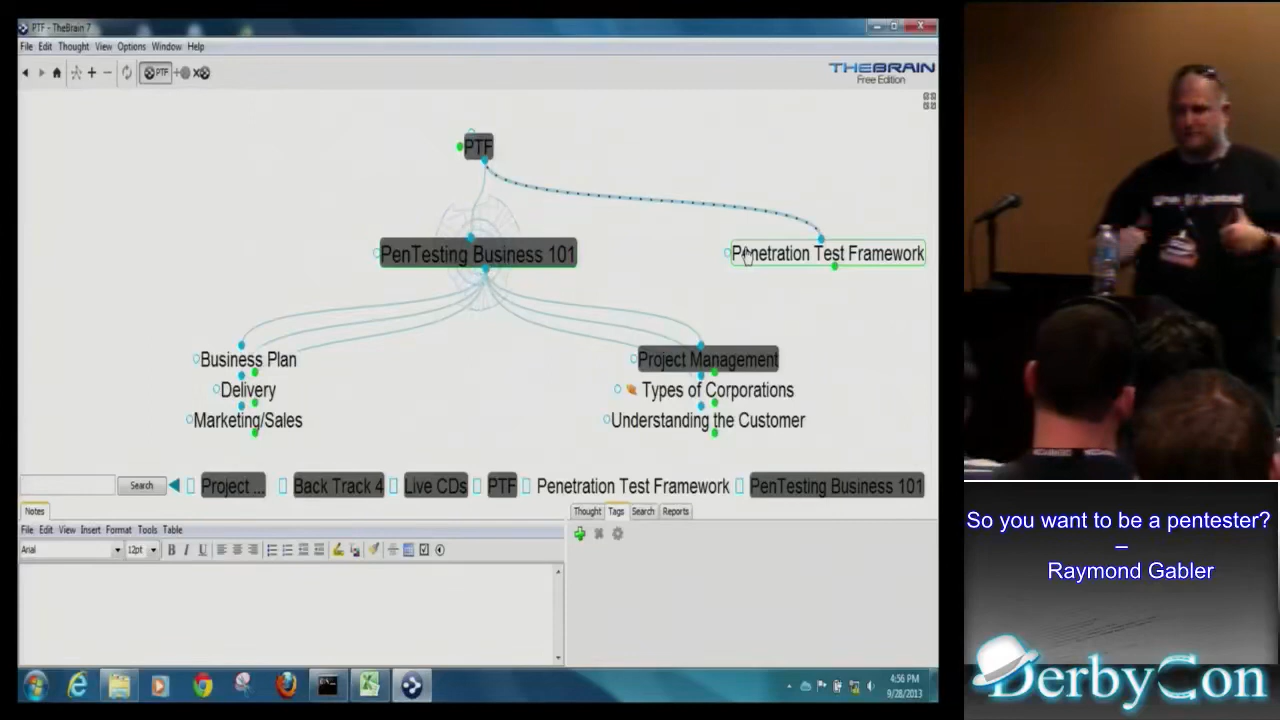 PTF - TheBrain 7
File Edit Thought View Options Window Help
PTF
THEBRAIN
Free Edition
PTF
PenTesting Business 101
Penetration Test Framework
Business Plan
Project Management
Delivery
Types of Corporations
Marketing/Sales
Understanding the Customer
Search
Project ...
Back Track 4
Live CDs
PTF
Penetration Test Framework
PenTesting Business 101
Notes
Thought Tags Search Reports
File Edit View Insert Format Tools Table
Arial 12pt B I U
4:56 PM
9/28/2013
So you want to be a pentester?
–
Raymond Gabler
DerbyCon